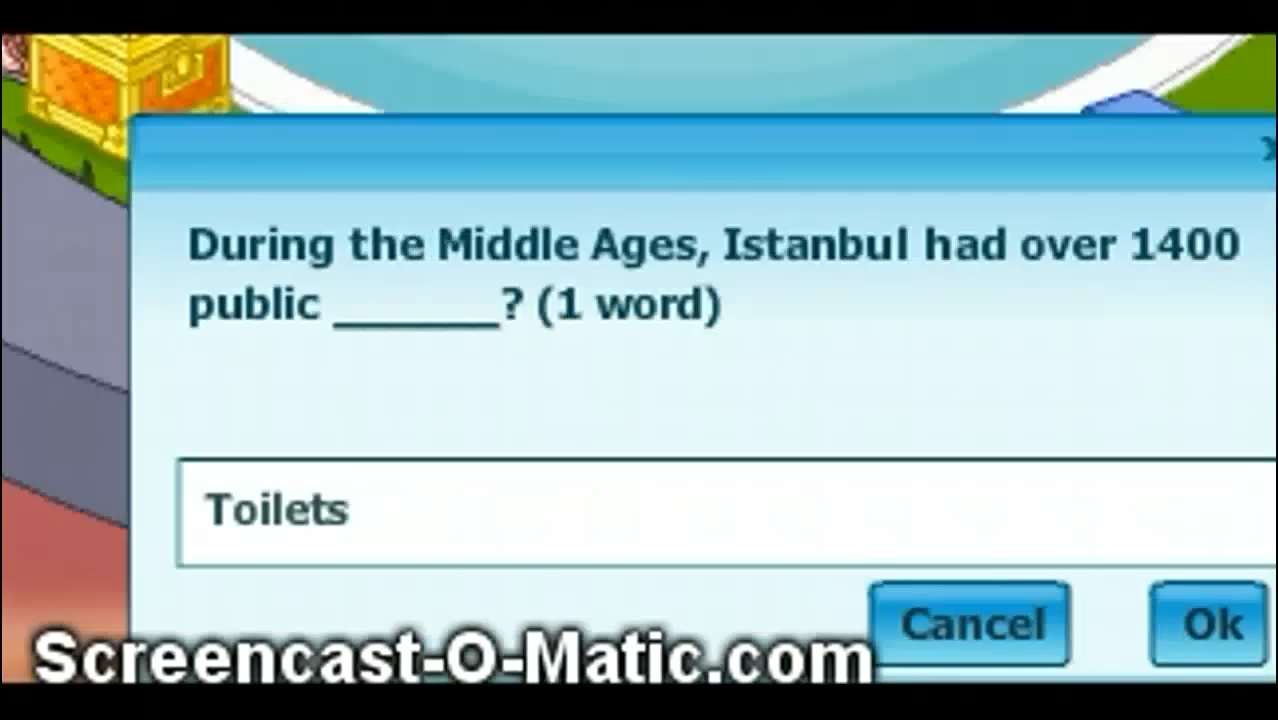 x
During the Middle Ages, Istanbul had over 1400
public _______? (1 word)
Toilets
Cancel Ok
Screencast-O-Matic.com